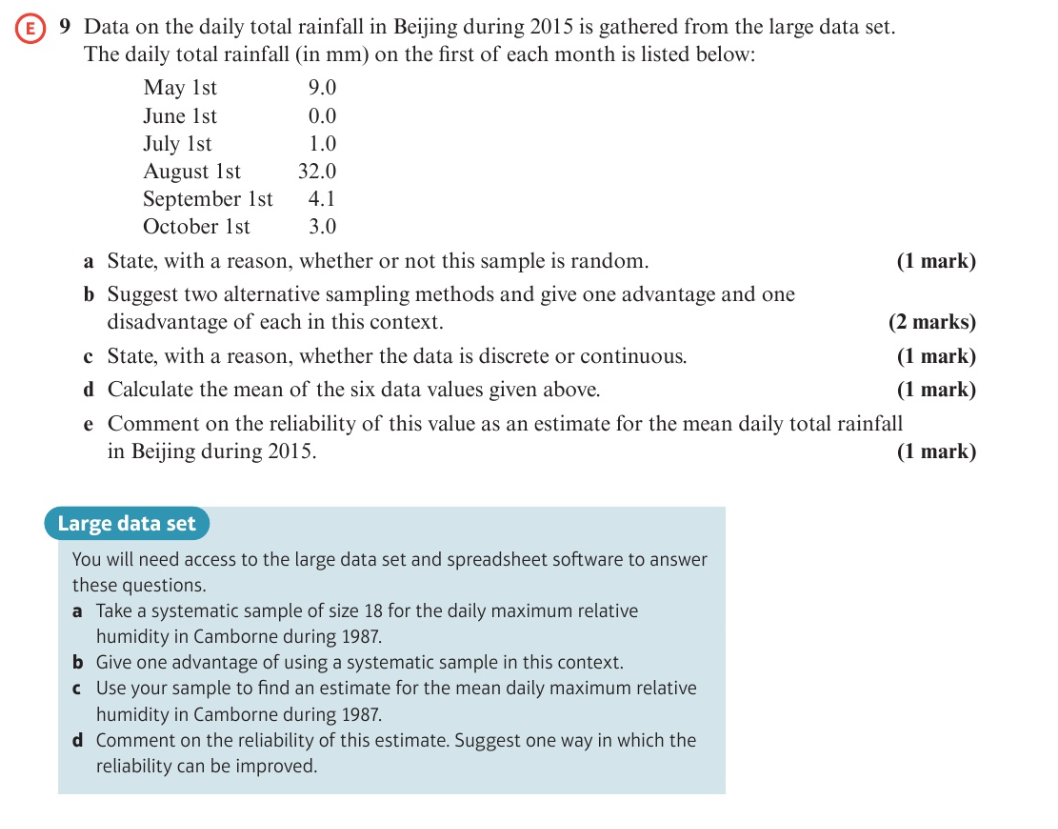 E 9 Data on the daily total rainfall in Beijing during 2015 is gathered from the large data set.
The daily total rainfall (in mm) on the first of each month is listed below:
May 1st 9.0
June 1st 0.0
July 1st 1.0
August 1st 32.0
September 1st 4.1
October 1st 3.0
a State, with a reason, whether or not this sample is random. (1 mark)
b Suggest two alternative sampling methods and give one advantage and one
disadvantage of each in this context. (2 marks)
c State, with a reason, whether the data is discrete or continuous. (1 mark)
d Calculate the mean of the six data values given above. (1 mark)
e Comment on the reliability of this value as an estimate for the mean daily total rainfall
in Beijing during 2015. (1 mark)
Large data set
You will need access to the large data set and spreadsheet software to answer
these questions.
a Take a systematic sample of size 18 for the daily maximum relative
humidity in Camborne during 1987.
b Give one advantage of using a systematic sample in this context.
c Use your sample to find an estimate for the mean daily maximum relative
humidity in Camborne during 1987.
d Comment on the reliability of this estimate. Suggest one way in which the
reliability can be improved.